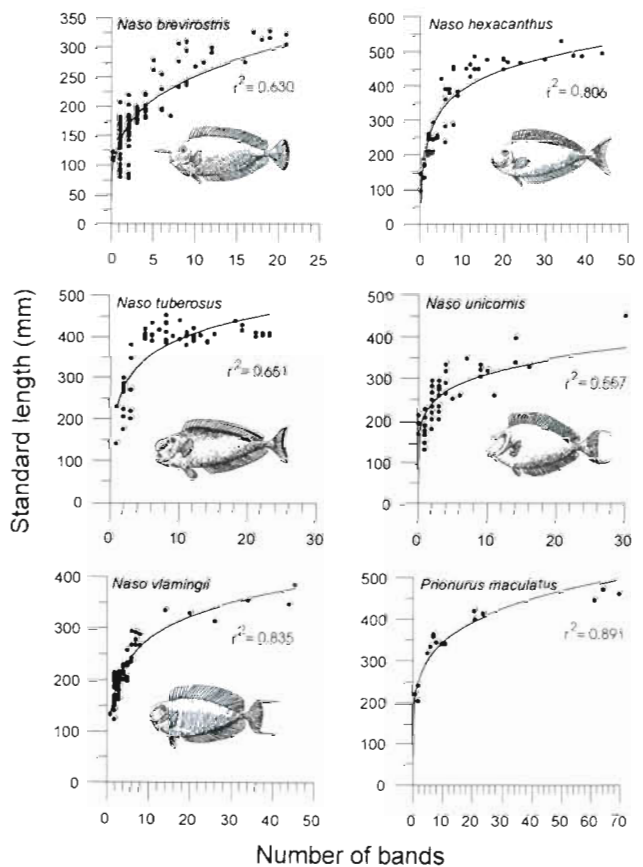 Standard length (mm)
Naso brevirostris
350
300
250
200
150
100
50
0
r²=0.630
0 5 10 15 20 25
Naso hexacanthus
600
500
400
300
200
100
0
r²=0.806
0 10 20 30 40 50
Naso tuberosus
500
400
300
200
100
0
r²=0.651
0 10 20 30
Naso unicornis
500
400
300
200
100
0
r²=0.567
0 10 20 30
Naso vlamingii
400
300
200
100
0
r²=0.835
0 10 20 30 40 50
Prionurus maculatus
500
400
300
200
100
0
r²=0.891
0 10 20 30 40 50 60 70
Number of bands